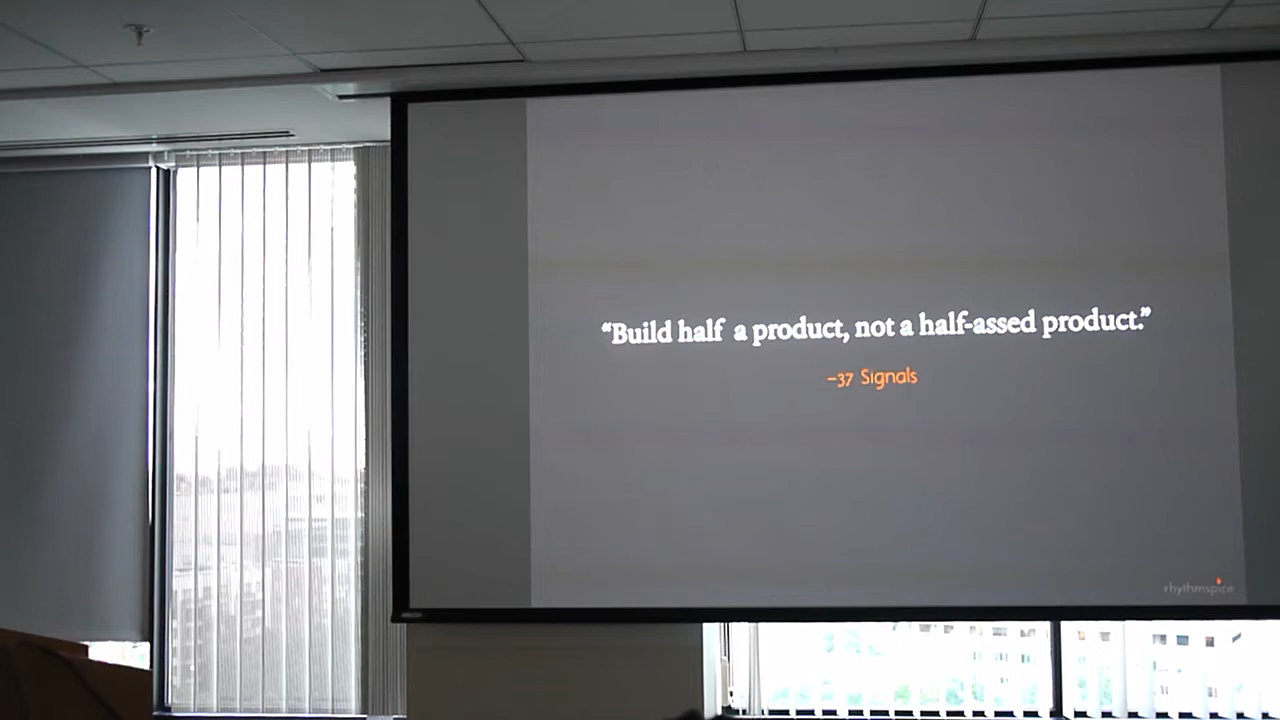 “Build half a product, not a half-assed product.”
–37 Signals
rhythmspice